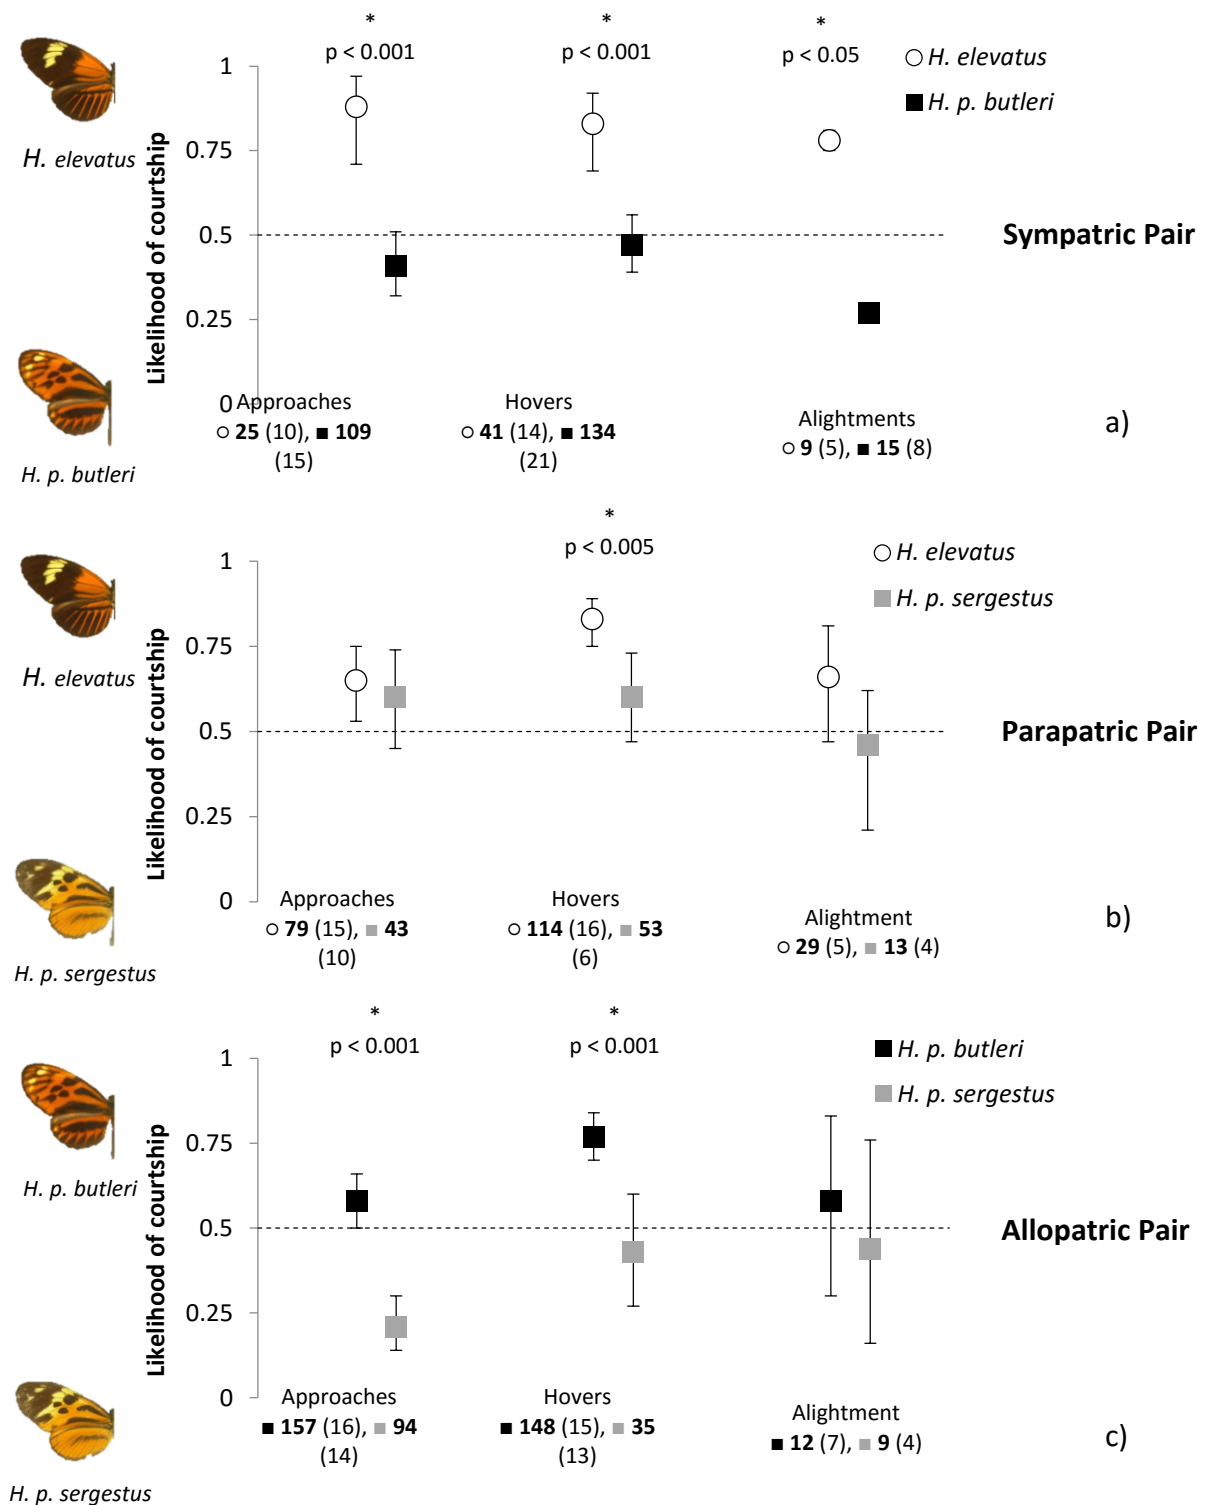 *
p < 0.001
*
p < 0.001
*
p < 0.05
○ H. elevatus
■ H. p. butleri
H. elevatus
H. p. butleri
Likelihood of courtship
1
0.75
0.5
0.25
0
Sympatric Pair
Approaches
○ 25 (10), ■ 109
(15)
Hovers
○ 41 (14), ■ 134
(21)
Alightments
○ 9 (5), ■ 15 (8)
a)
*
p < 0.005
○ H. elevatus
■ H. p. sergestus
H. elevatus
H. p. sergestus
Likelihood of courtship
1
0.75
0.5
0.25
0
Parapatric Pair
Approaches
○ 79 (15), ■ 43
(10)
Hovers
○ 114 (16), ■ 53
(6)
Alightment
○ 29 (5), ■ 13 (4)
b)
*
p < 0.001
*
p < 0.001
■ H. p. butleri
■ H. p. sergestus
H. p. butleri
H. p. sergestus
Likelihood of courtship
1
0.75
0.5
0.25
0
Allopatric Pair
Approaches
■ 157 (16), ■ 94
(14)
Hovers
■ 148 (15), ■ 35
(13)
Alightment
■ 12 (7), ■ 9 (4)
c)